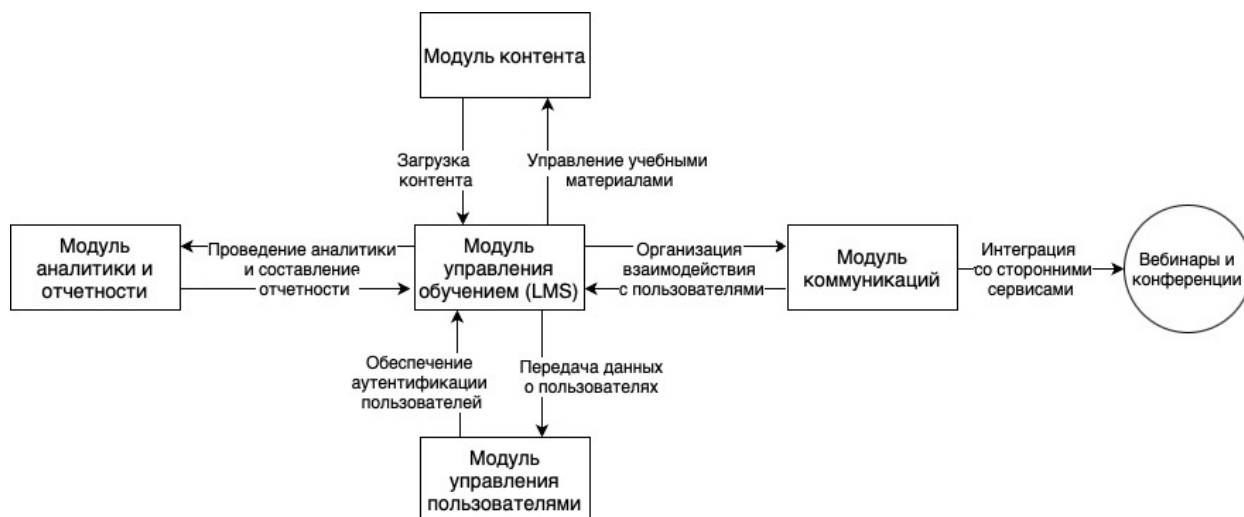 Модуль контента
Загрузка
контента
Управление учебными
материалами
Модуль
аналитики и
отчетности
Проведение аналитики
и составление
отчетности
Модуль
управления
обучением (LMS)
Организация
взаимодействия
с пользователями
Модуль
коммуникаций
Интеграция
со сторонними
сервисами
Вебинары и
конференции
Обеспечение
аутентификации
пользователей
Передача данных
о пользователях
Модуль
управления
пользователями